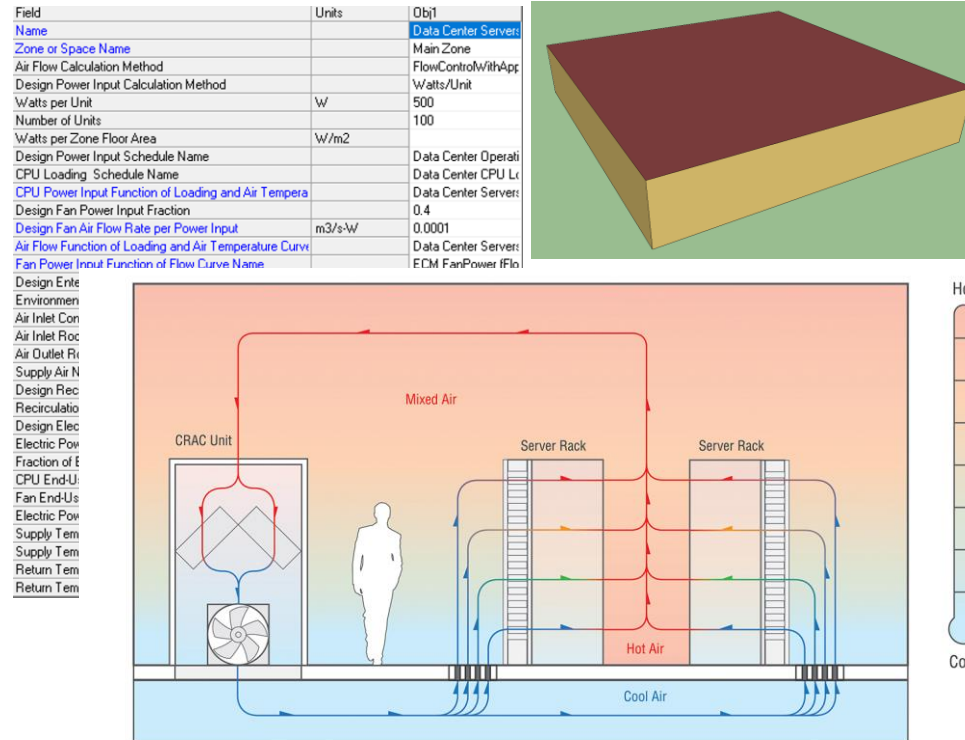 Field Units Obj1
Name Data Center Servers
Zone or Space Name Main Zone
Air Flow Calculation Method FlowControlWithApp
Design Power Input Calculation Method Watts/Unit
Watts per Unit W 500
Number of Units 100
Watts per Zone Floor Area W/m2
Design Power Input Schedule Name Data Center Operati
CPU Loading Schedule Name Data Center CPU Lo
CPU Power Input Function of Loading and Air Tempera Data Center Servers
Design Fan Power Input Fraction 0.4
Design Fan Air Flow Rate per Power Input m3/s-W 0.0001
Air Flow Function of Loading and Air Temperature Curve Data Center Servers
Fan Power Input Function of Flow Curve Name ECM FanPower fFlo
Design Ente
Environmen
Air Inlet Con
Air Inlet Roo
Air Outlet Ro
Supply Air N
Design Rec
Recirculatio
Design Elec
Electric Pow
Fraction of E
CPU End-Us
Fan End-Us
Electric Pow
Supply Tem
Supply Tem
Return Tem
Return Tem
Mixed Air
CRAC Unit
Server Rack
Server Rack
Hot Air
Cool Air
Ho
Co